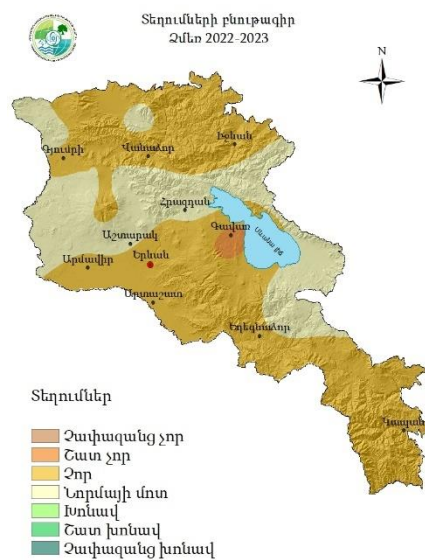 Տեղումների բնութագիր
Ձմեռ 2022-2023
N
Իջևան
Գյումրի
Վանաձոր
Հրազդան
Գավառ
Սևանա լիճ
Աշտարակ
Արմավիր
Երևան
Արտաշատ
Եղեգնաձոր
Կապան
Տեղումներ
Չափազանց չոր
Շատ չոր
Չոր
Նորմայի մոտ
Խոնավ
Շատ խոնավ
Չափազանց խոնավ